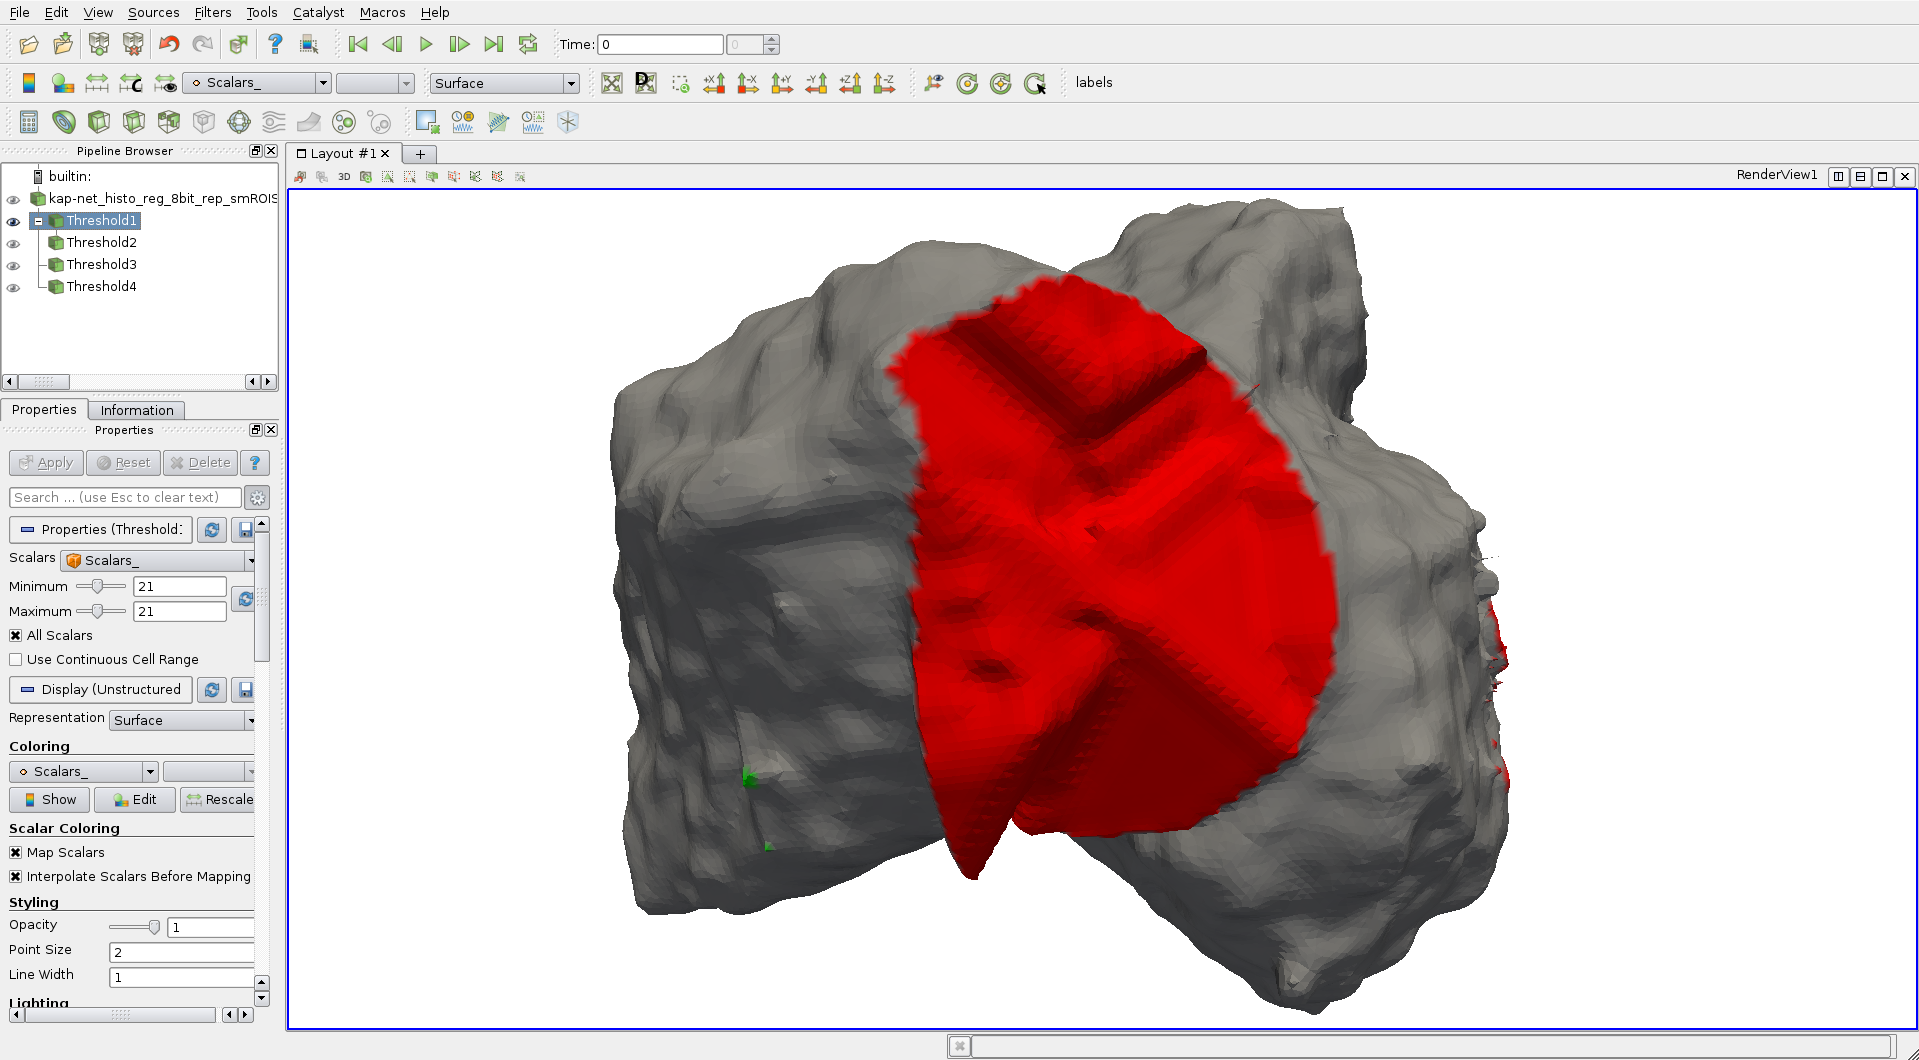 File Edit View Sources Filters Tools Catalyst Macros Help
Time: 0 0
Scalars_ Surface labels
Pipeline Browser
Layout #1
builtin:
3D RenderView1
kap-net_histo_reg_8bit_rep_smROIS
Threshold1
Threshold2
Threshold3
Threshold4
Properties Information
Properties
Apply Reset Delete ?
Search ... (use Esc to clear text)
Properties (Threshold:
Scalars Scalars_
Minimum 21
Maximum 21
All Scalars
Use Continuous Cell Range
Display (Unstructured
Representation Surface
Coloring
Scalars_
Show Edit Rescale
Scalar Coloring
Map Scalars
Interpolate Scalars Before Mapping
Styling
Opacity 1
Point Size 2
Line Width 1
Lighting